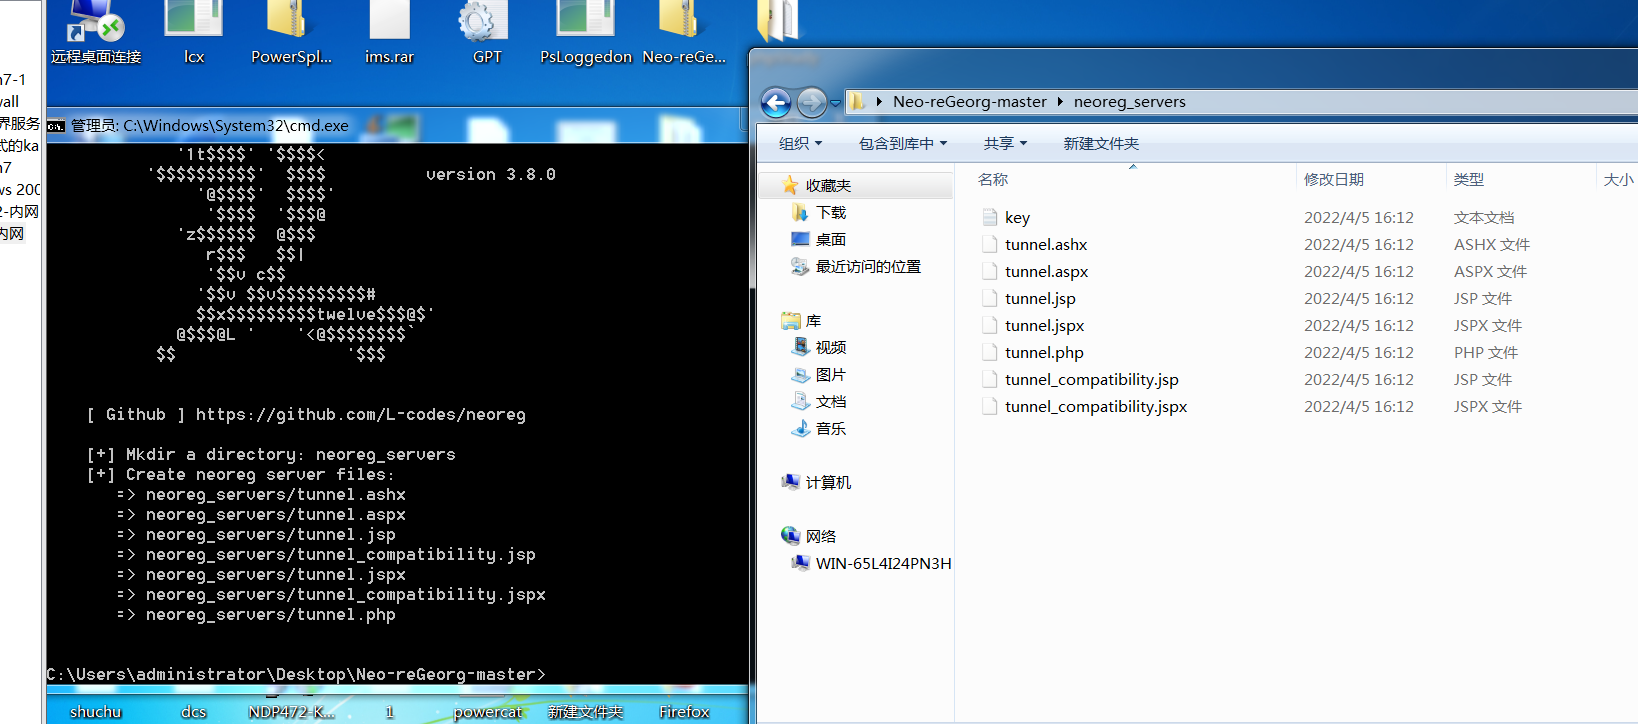 远程桌面连接
lcx
PowerSpl...
ims.rar
GPT
PsLoggedon
Neo-reGe...
n7-1
wall
界服务
式的ka
n7
ws 200
2-内网
内网
管理员: C:\Windows\System32\cmd.exe
'1t$$$$' '$$$$<
'$$$$$$$$$$'  $$$$          version 3.8.0
'@$$$$'  $$$$'
'$$$$  '$$$@
'z$$$$$$  @$$$
r$$$   $$|
'$$v c$$
'$$v $$v$$$$$$$$$#
$$x$$$$$$$$$twelve$$$@$'
@$$$@L '    '<@$$$$$$$$`
$$                 '$$$
[ Github ] https://github.com/L-codes/neoreg
[+] Mkdir a directory: neoreg_servers
[+] Create neoreg server files:
=> neoreg_servers/tunnel.ashx
=> neoreg_servers/tunnel.aspx
=> neoreg_servers/tunnel.jsp
=> neoreg_servers/tunnel_compatibility.jsp
=> neoreg_servers/tunnel.jspx
=> neoreg_servers/tunnel_compatibility.jspx
=> neoreg_servers/tunnel.php
C:\Users\administrator\Desktop\Neo-reGeorg-master>
shuchu
dcs
NDP472-K...
1
powercat
新建文件夹
Firefox
Neo-reGeorg-master
neoreg_servers
组织
包含到库中
共享
新建文件夹
收藏夹
下载
桌面
最近访问的位置
库
视频
图片
文档
音乐
计算机
网络
WIN-65L4I24PN3H
名称 修改日期 类型 大小
key 2022/4/5 16:12 文本文档
tunnel.ashx 2022/4/5 16:12 ASHX 文件
tunnel.aspx 2022/4/5 16:12 ASPX 文件
tunnel.jsp 2022/4/5 16:12 JSP 文件
tunnel.jspx 2022/4/5 16:12 JSPX 文件
tunnel.php 2022/4/5 16:12 PHP 文件
tunnel_compatibility.jsp 2022/4/5 16:12 JSP 文件
tunnel_compatibility.jspx 2022/4/5 16:12 JSPX 文件